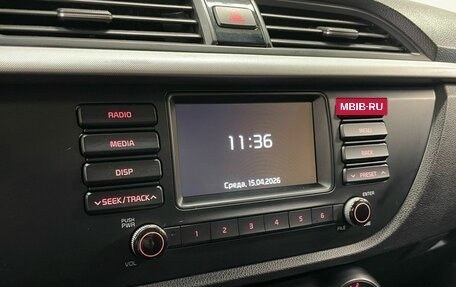 MBIB-RU
RADIO
MEDIA
DISP
SEEK/TRACK
11:36
Среда, 15.04.2026
MENU
BACK
PRESET
PUSH
PWR
VOL
1 2 3 4 5 6
ENTER
FILE